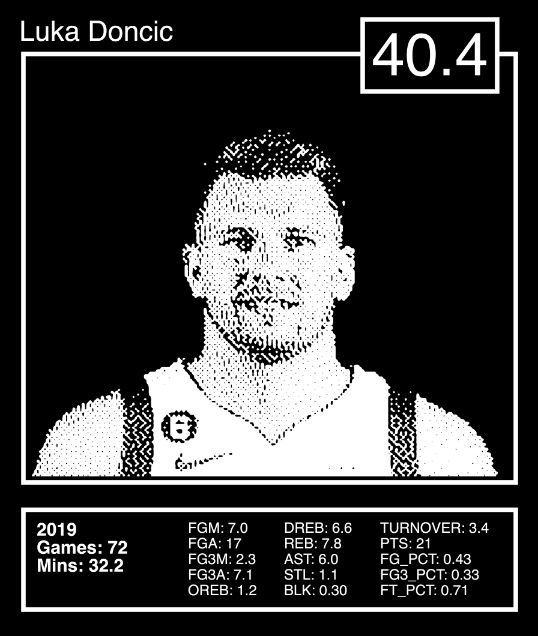 Luka Doncic
40.4
6
2019
Games: 72
Mins: 32.2
FGM: 7.0
FGA: 17
FG3M: 2.3
FG3A: 7.1
OREB: 1.2
DREB: 6.6
REB: 7.8
AST: 6.0
STL: 1.1
BLK: 0.30
TURNOVER: 3.4
PTS: 21
FG_PCT: 0.43
FG3_PCT: 0.33
FT_PCT: 0.71